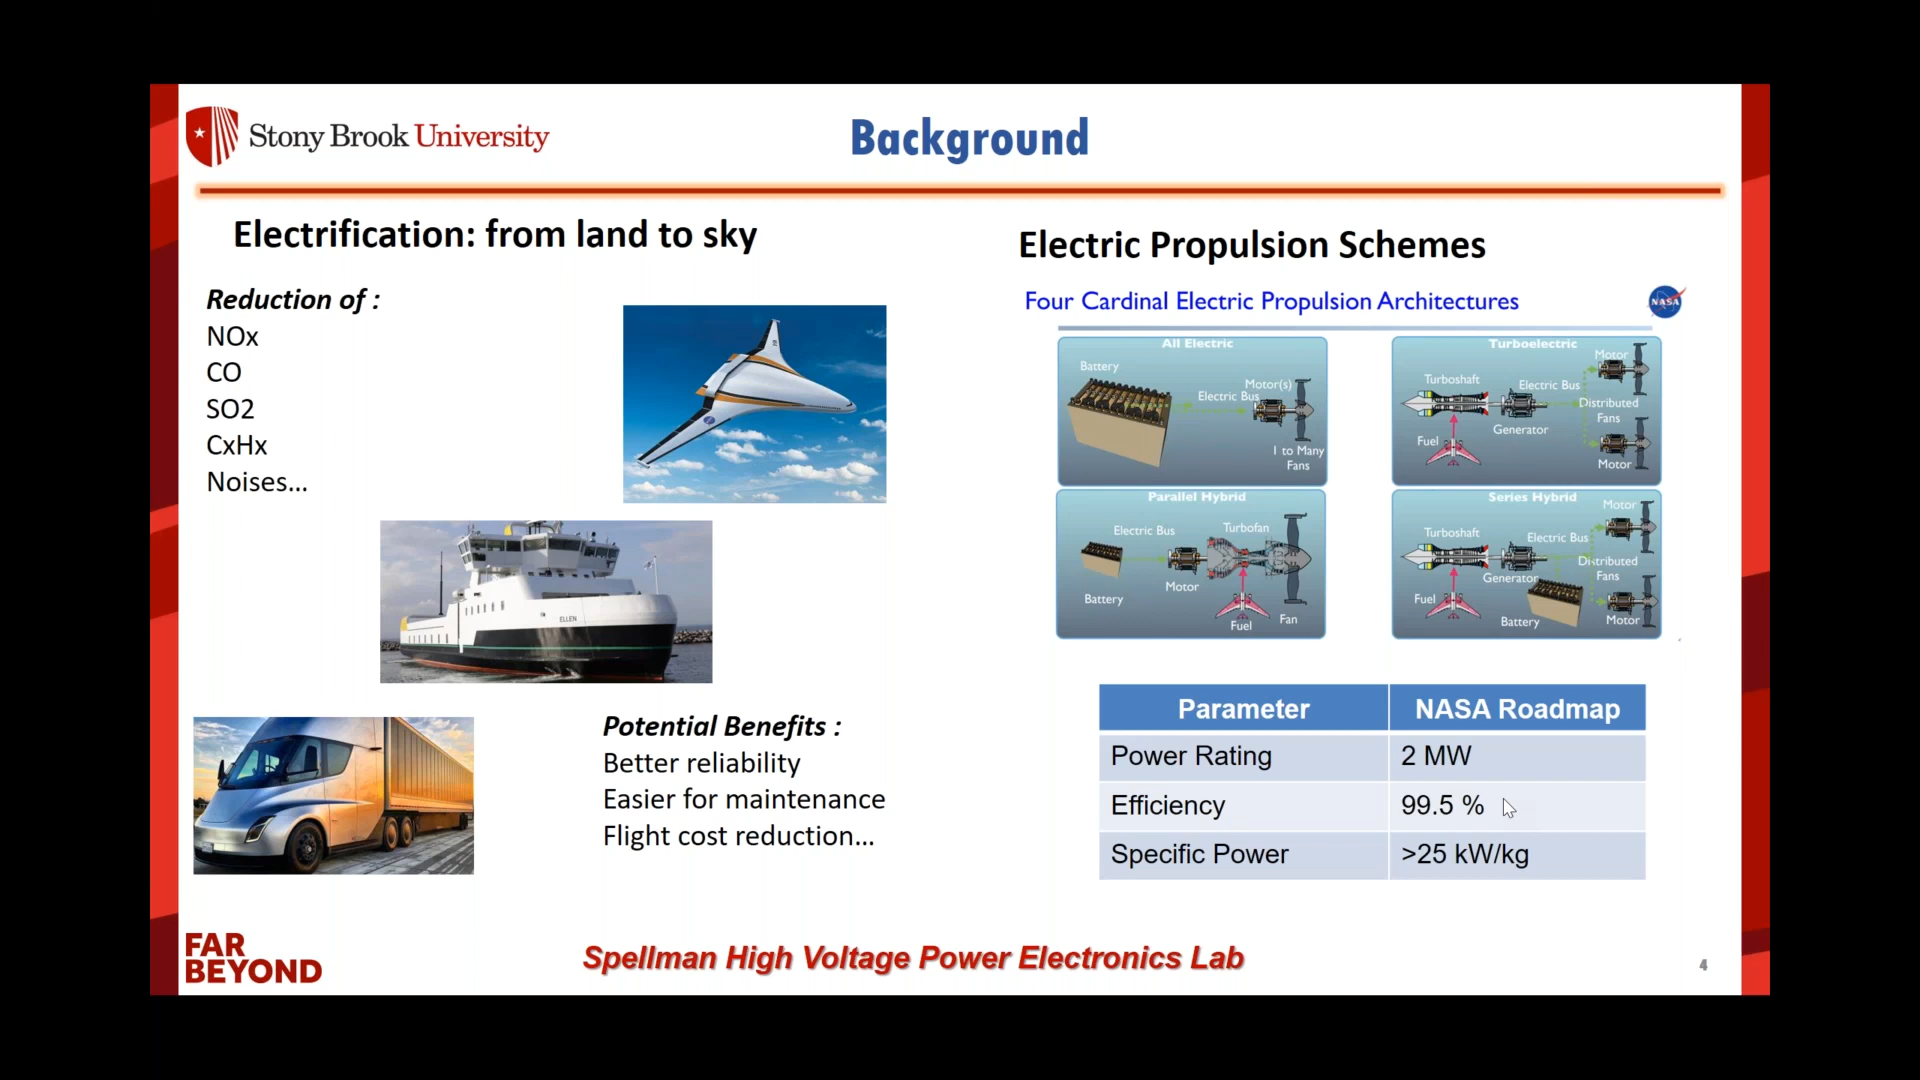 Stony Brook University
Background
Electrification: from land to sky
Reduction of :
NOx
CO
SO2
CxHx
Noises...
ELLEN
Potential Benefits :
Better reliability
Easier for maintenance
Flight cost reduction...
Electric Propulsion Schemes
Four Cardinal Electric Propulsion Architectures
NASA
All Electric
Battery
Motor(s)
Electric Bus
1 to Many
Fans
Turboelectric
Motor
Turboshaft
Electric Bus
Distributed
Fans
Generator
Fuel
Motor
Parallel Hybrid
Electric Bus
Turbofan
Motor
Battery
Fuel
Fan
Series Hybrid
Motor
Turboshaft
Electric Bus
Distributed
Fans
Generator
Fuel
Battery
Motor
Parameter NASA Roadmap
Power Rating 2 MW
Efficiency 99.5 %
Specific Power >25 kW/kg
FAR
BEYOND
Spellman High Voltage Power Electronics Lab
4